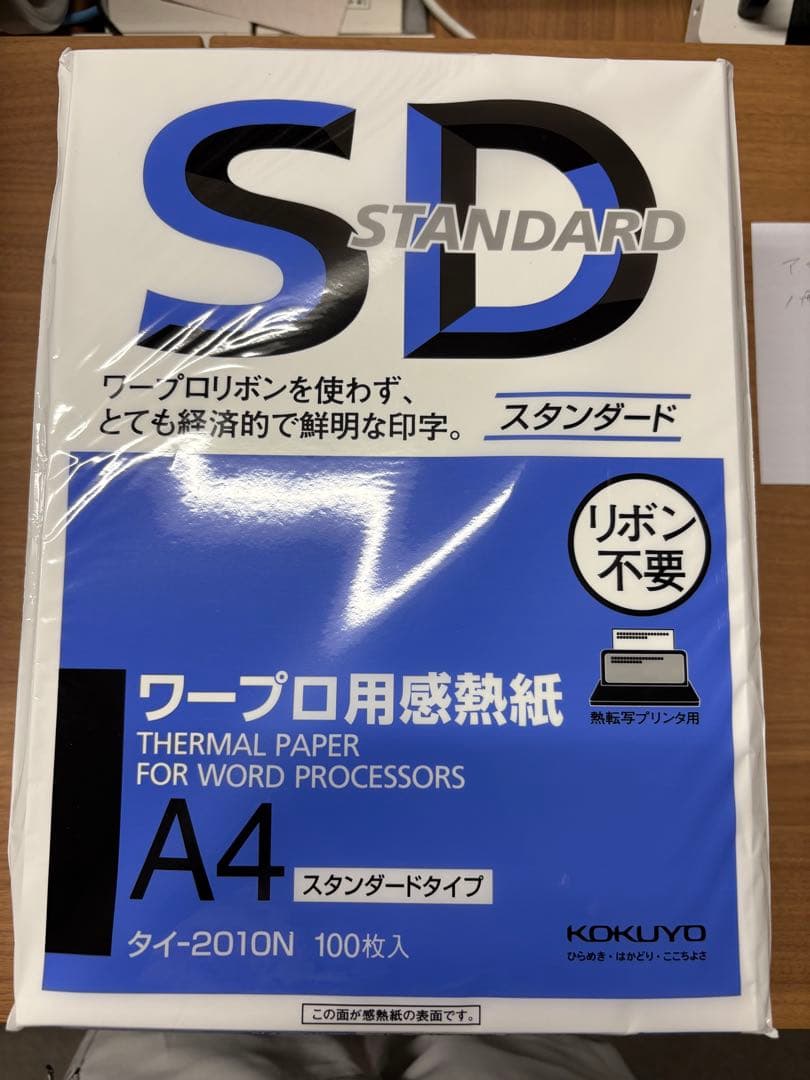 SD
STANDARD
ワープロリボンを使わず、
とても経済的で鮮明な印字。
スタンダード
リボン
不要
熱転写プリンタ用
ワープロ用感熱紙
THERMAL PAPER
FOR WORD PROCESSORS
A4
スタンダードタイプ
タイ-2010N 100枚入
KOKUYO
ひらめき・はかどり・ここちよさ
この面が感熱紙の表面です。